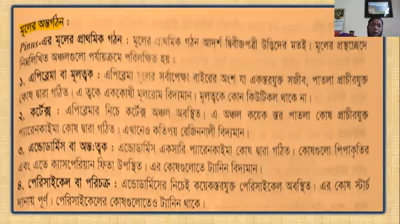 মূলের অন্তর্গঠন :
Pinus-এর মূলের প্রাথমিক গঠন : মূলের প্রাথমিক গঠন আদর্শ দ্বিবীজপত্রী উদ্ভিদের মতই। মূলের প্রস্থচ্ছেদে
নিম্নলিখিত অঞ্চলগুলো পর্যায়ক্রমে পরিলক্ষিত হয় :
১. এপিব্লেমা বা মূলত্বক : এপিব্লেমা মূলের সর্বাপেক্ষা বাইরের অংশ যা একস্তরযুক্ত সজীব, পাতলা প্রাচীরযুক্ত
কোষ দ্বারা গঠিত। এ ত্বকে এককোষী মূলরোম বিদ্যমান। মূলত্বকে কোন কিউটিকল থাকে না।
২. কর্টেক্স : এপিব্লেমার নিচে কর্টেক্স অঞ্চল অবস্থিত। এ অঞ্চল কয়েক স্তর পাতলা কোষ প্রাচীরযুক্ত
প্যারেনকাইমা কোষ দ্বারা গঠিত। এখানেও কতিপয় রেজিননালী বিদ্যমান।
৩. এন্ডোডার্মিস বা অন্তঃত্বক : এন্ডোডার্মিস একসারি প্যারেনকাইমা কোষ দ্বারা গঠিত। কোষগুলো পিপাকৃতির
এবং এতে ক্যাসপেরিয়ান ফিতা উপস্থিত। এর কোষগুলোতে ট্যানিন বিদ্যমান।
৪. পেরিসাইকেল বা পরিচক্র : এন্ডোডার্মিসের নিচেই কয়েকস্তরযুক্ত পেরিসাইকেল অবস্থিত। এর কোষ স্টার্চ
দানায় পূর্ণ। পেরিসাইকেলের কোষগুলোতেও ট্যানিন থাকে।